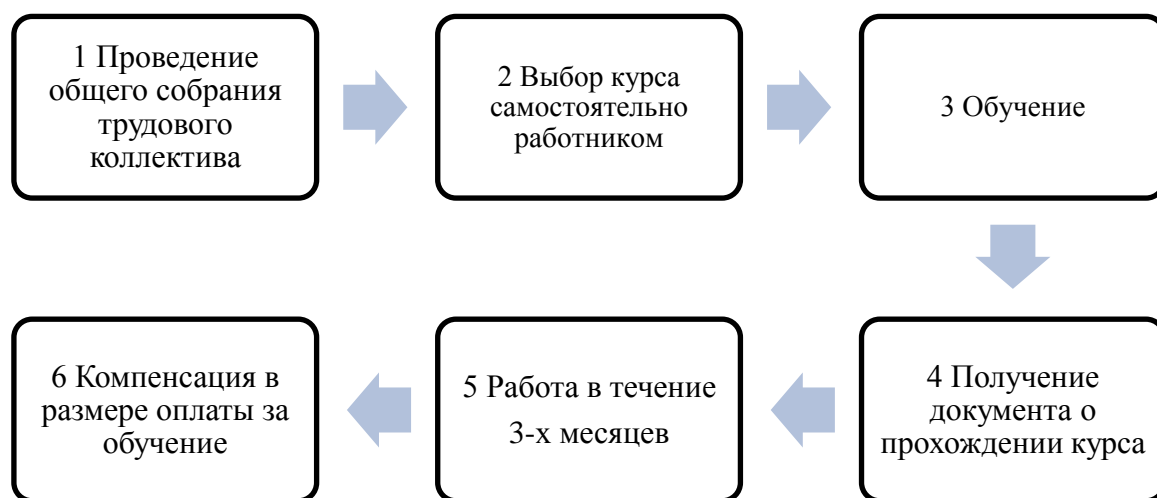 1 Проведение
общего собрания
трудового
коллектива
2 Выбор курса
самостоятельно
работником
3 Обучение
4 Получение
документа о
прохождении курса
5 Работа в течение
3-х месяцев
6 Компенсация в
размере оплаты за
обучение